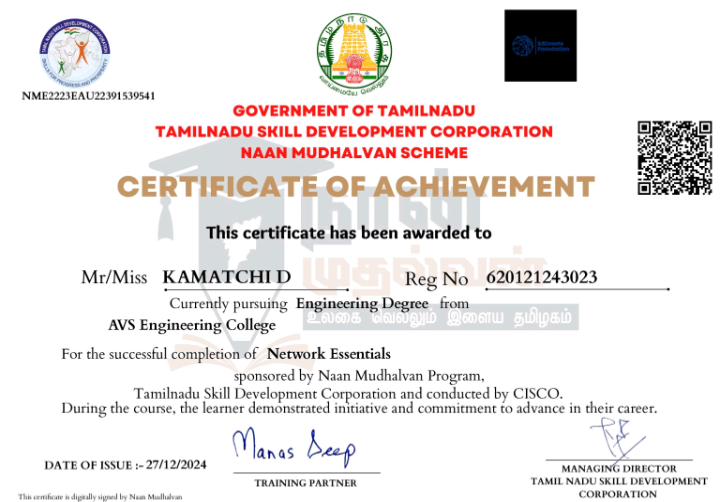 TAMIL NADU SKILL DEVELOPMENT CORPORATION
SKILLS FOR PROGRESS AND PROSPERITY
தமிழ்நாடு அரசு
வாய்மையே வெல்லும்
Foundation
NME2223EAU22391539541
GOVERNMENT OF TAMILNADU
TAMILNADU SKILL DEVELOPMENT CORPORATION
NAAN MUDHALVAN SCHEME
CERTIFICATE OF ACHIEVEMENT
நான்
முதல்வன்
உலகை வெல்லும் இளைய தமிழகம்
This certificate has been awarded to
Mr/Miss KAMATCHI D Reg No 620121243023
Currently pursuing Engineering Degree from
AVS Engineering College
For the successful completion of Network Essentials
sponsored by Naan Mudhalvan Program,
Tamilnadu Skill Development Corporation and conducted by CISCO.
During the course, the learner demonstrated initiative and commitment to advance in their career.
DATE OF ISSUE :- 27/12/2024
Manas Deep
TRAINING PARTNER
MANAGING DIRECTOR
TAMIL NADU SKILL DEVELOPMENT
CORPORATION
This certificate is digitally signed by Naan Mudhalvan